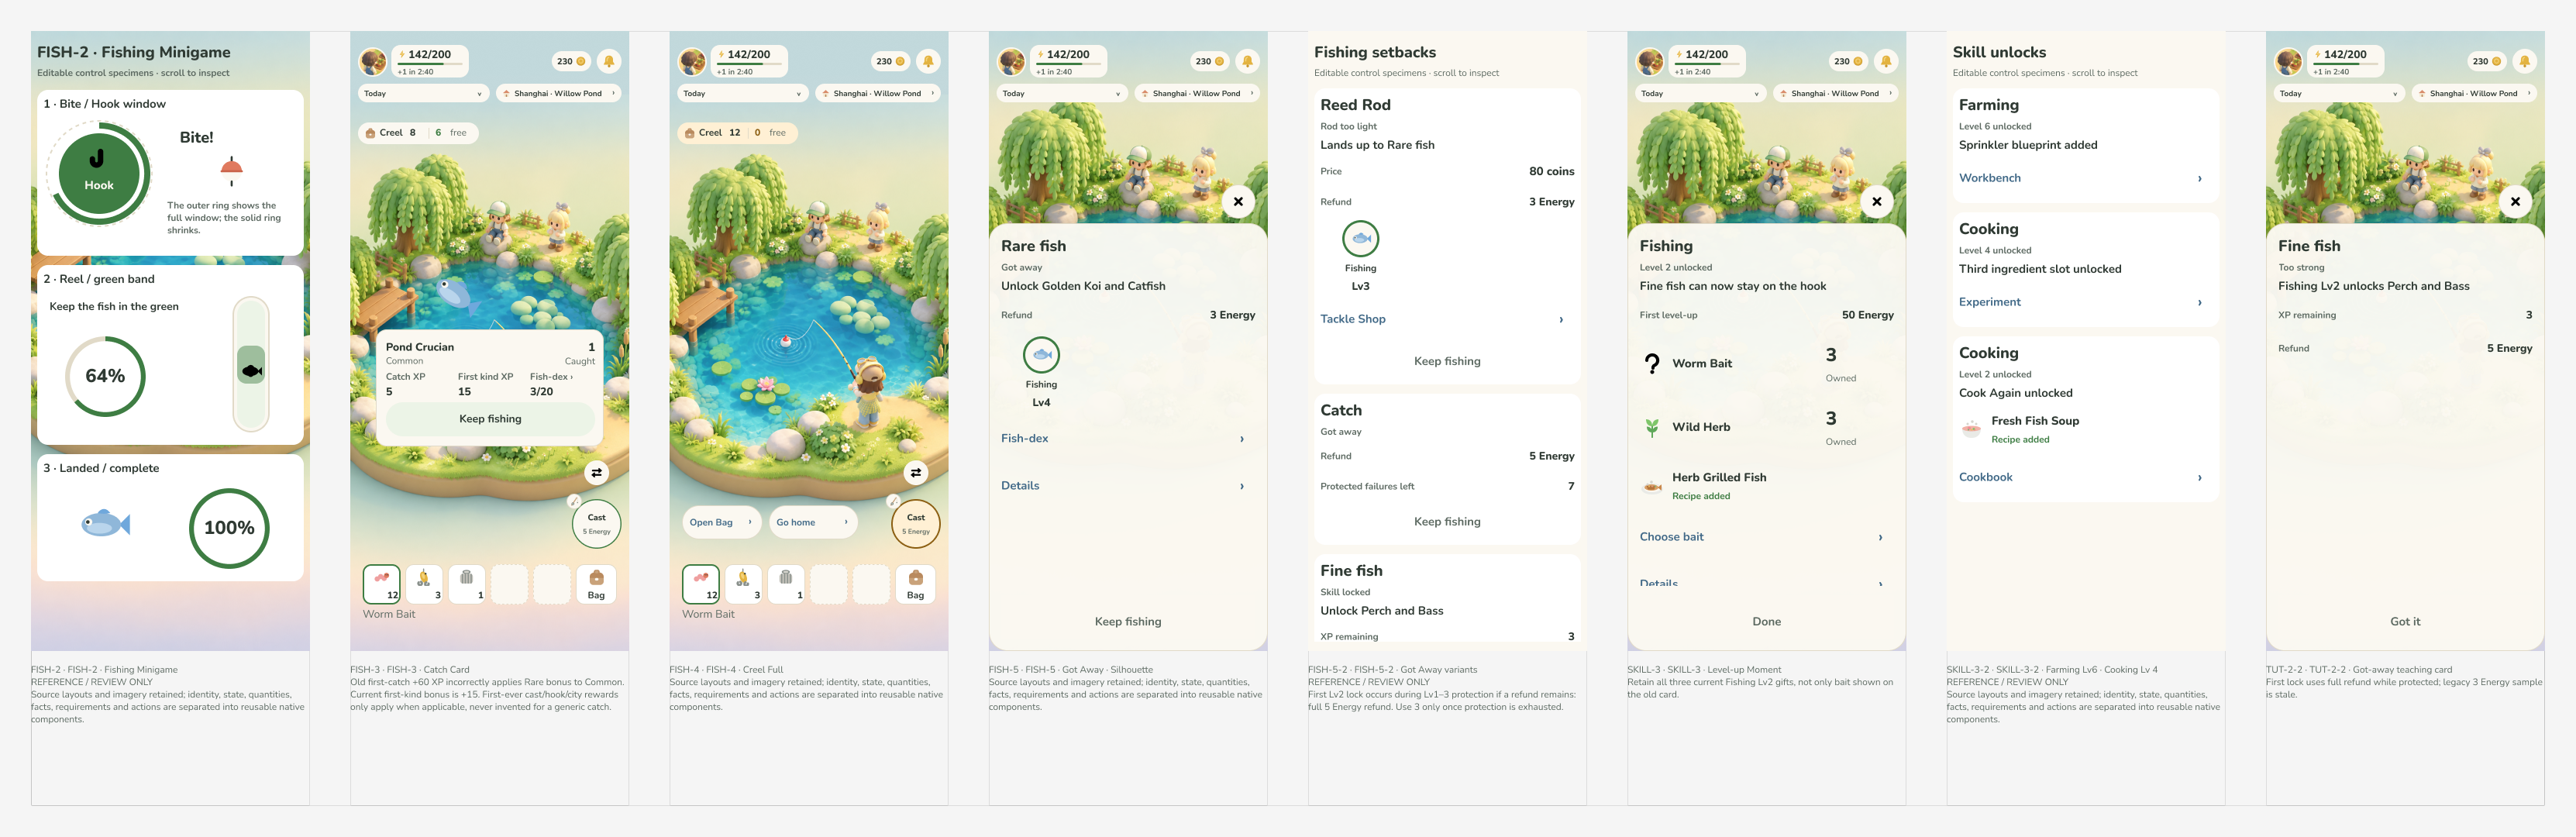 FISH-2 · Fishing Minigame
Editable control specimens · scroll to inspect
1 · Bite / Hook window
Hook
Bite!
The outer ring shows the
full window; the solid ring
shrinks.
2 · Reel / green band
Keep the fish in the green
64%
3 · Landed / complete
100%
FISH-2 · FISH-2 · Fishing Minigame
REFERENCE / REVIEW ONLY
Source layouts and imagery retained; identity, state, quantities,
facts, requirements and actions are separated into reusable native
components.
142/200
+1 in 2:40
230
Today
Shanghai · Willow Pond
Creel 8 6 free
Pond Crucian 1
Common Caught
Catch XP First kind XP Fish-dex ›
5 15 3/20
Keep fishing
Cast
5 Energy
12 3 1 Bag
Worm Bait
FISH-3 · FISH-3 · Catch Card
Old first-catch +60 XP incorrectly applies Rare bonus to Common.
Current first-kind bonus is +15. First-ever cast/hook/city rewards
only apply when applicable, never invented for a generic catch.
142/200
+1 in 2:40
230
Today
Shanghai · Willow Pond
Creel 12 0 free
Open Bag ›
Go home ›
Cast
5 Energy
12 3 1 Bag
Worm Bait
FISH-4 · FISH-4 · Creel Full
Source layouts and imagery retained; identity, state, quantities,
facts, requirements and actions are separated into reusable native
components.
142/200
+1 in 2:40
230
Today
Shanghai · Willow Pond
Rare fish
Got away
Unlock Golden Koi and Catfish
Refund 3 Energy
Fishing
Lv4
Fish-dex ›
Details ›
Keep fishing
FISH-5 · FISH-5 · Got Away · Silhouette
Source layouts and imagery retained; identity, state, quantities,
facts, requirements and actions are separated into reusable native
components.
Fishing setbacks
Editable control specimens · scroll to inspect
Reed Rod
Rod too light
Lands up to Rare fish
Price 80 coins
Refund 3 Energy
Fishing
Lv3
Tackle Shop ›
Keep fishing
Catch
Got away
Refund 5 Energy
Protected failures left 7
Keep fishing
Fine fish
Skill locked
Unlock Perch and Bass
XP remaining 3
FISH-5-2 · FISH-5-2 · Got Away variants
REFERENCE / REVIEW ONLY
First Lv2 lock occurs during Lv1–3 protection if a refund remains:
full 5 Energy refund. Use 3 only once protection is exhausted.
142/200
+1 in 2:40
230
Today
Shanghai · Willow Pond
Fishing
Level 2 unlocked
Fine fish can now stay on the hook
First level-up 50 Energy
Worm Bait 3
Owned
Wild Herb 3
Owned
Herb Grilled Fish
Recipe added
Choose bait ›
Details ›
Done
SKILL-3 · SKILL-3 · Level-up Moment
Retain all three current Fishing Lv2 gifts, not only bait shown on
the old card.
Skill unlocks
Editable control specimens · scroll to inspect
Farming
Level 6 unlocked
Sprinkler blueprint added
Workbench ›
Cooking
Level 4 unlocked
Third ingredient slot unlocked
Experiment ›
Cooking
Level 2 unlocked
Cook Again unlocked
Fresh Fish Soup
Recipe added
Cookbook ›
SKILL-3-2 · SKILL-3-2 · Farming Lv6 · Cooking Lv 4
REFERENCE / REVIEW ONLY
Source layouts and imagery retained; identity, state, quantities,
facts, requirements and actions are separated into reusable native
components.
142/200
+1 in 2:40
230
Today
Shanghai · Willow Pond
Fine fish
Too strong
Fishing Lv2 unlocks Perch and Bass
XP remaining 3
Refund 5 Energy
Got it
TUT-2-2 · TUT-2-2 · Got-away teaching card
First lock uses full refund while protected; legacy 3 Energy sample
is stale.